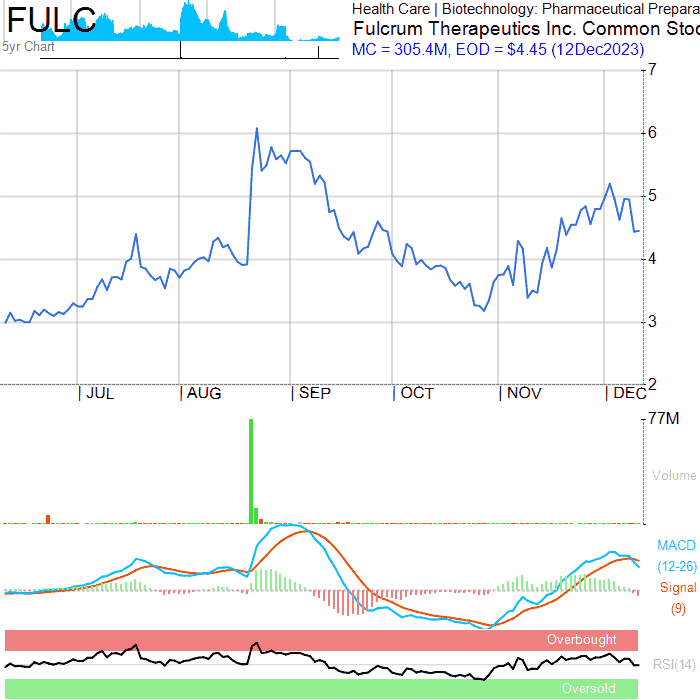 FULC
5yr Chart
Health Care | Biotechnology: Pharmaceutical Prepara
Fulcrum Therapeutics Inc. Common Stoc
MC = 305.4M, EOD = $4.45 (12Dec2023)
7
6
5
4
3
2
| JUL | AUG | SEP | OCT | NOV | DEC
77M
Volume
MACD
(12-26)
Signal
(9)
Overbought
RSI(14)
Oversold